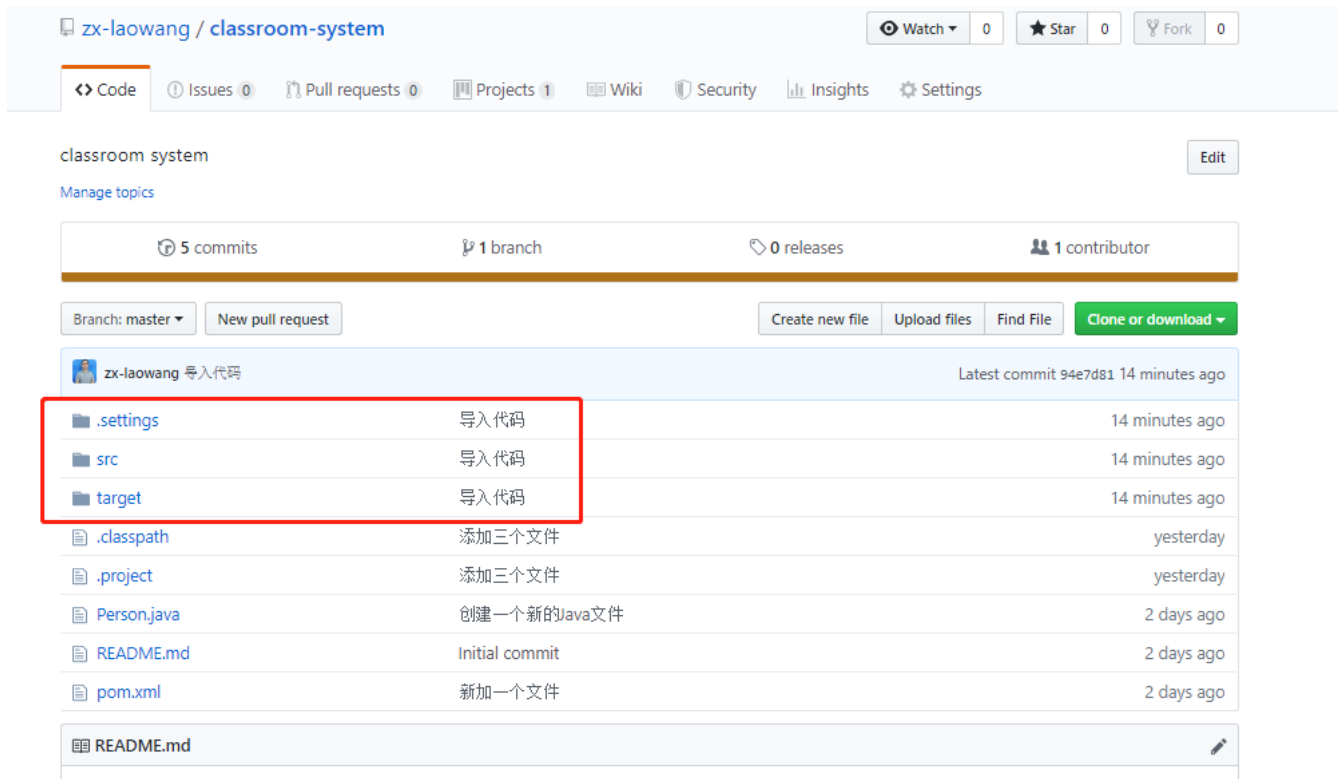 zx-laowang / classroom-system Watch 0 Star 0 Fork 0
Code Issues 0 Pull requests 0 Projects 1 Wiki Security Insights Settings
classroom system Edit
Manage topics
5 commits 1 branch 0 releases 1 contributor
Branch: master New pull request Create new file Upload files Find File Clone or download
zx-laowang 导入代码 Latest commit 94e7d81 14 minutes ago
.settings 导入代码 14 minutes ago
src 导入代码 14 minutes ago
target 导入代码 14 minutes ago
.classpath 添加三个文件 yesterday
.project 添加三个文件 yesterday
Person.java 创建一个新的Java文件 2 days ago
README.md Initial commit 2 days ago
pom.xml 新加一个文件 2 days ago
README.md